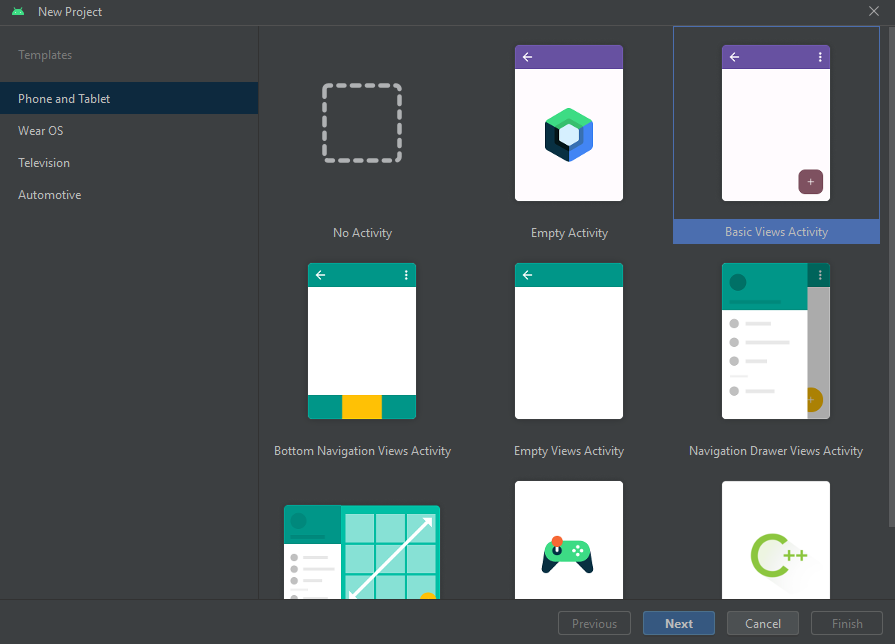 New Project
Templates
Phone and Tablet
Wear OS
Television
Automotive
No Activity
Empty Activity
Basic Views Activity
Bottom Navigation Views Activity
Empty Views Activity
Navigation Drawer Views Activity
C++
Previous
Next
Cancel
Finish